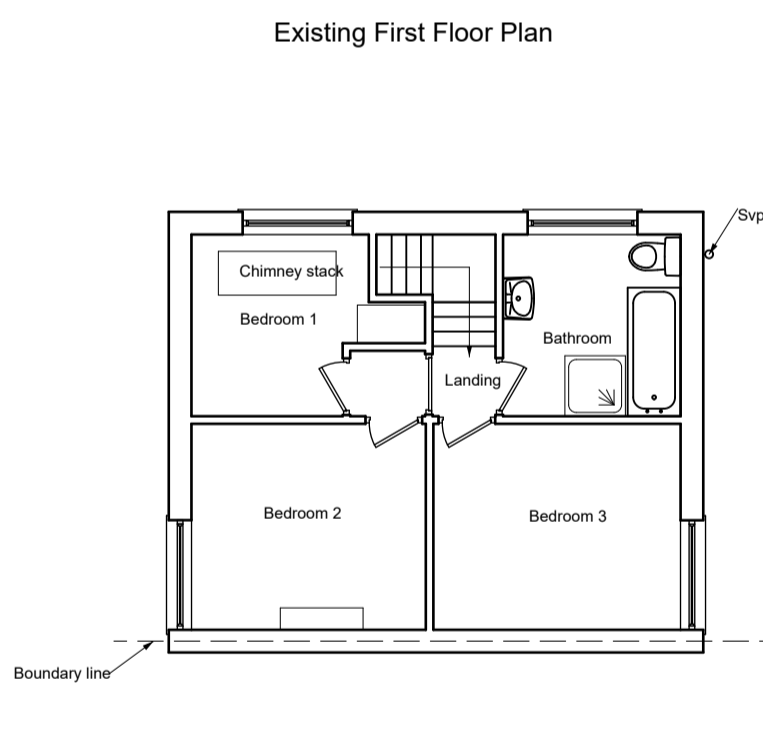 Existing First Floor Plan
Svp
Chimney stack
Bedroom 1
Bathroom
Landing
Bedroom 2
Bedroom 3
Boundary line